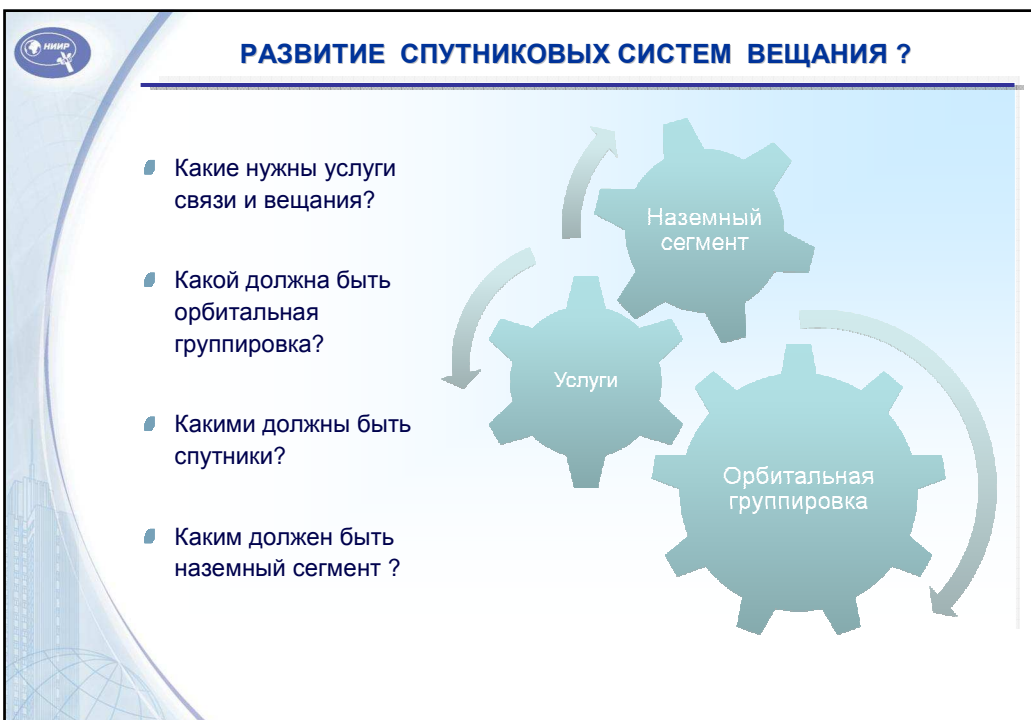 НИИР
РАЗВИТИЕ СПУТНИКОВЫХ СИСТЕМ ВЕЩАНИЯ ?
Какие нужны услуги
связи и вещания?
Какой должна быть
орбитальная
группировка?
Какими должны быть
спутники?
Каким должен быть
наземный сегмент ?
Наземный
сегмент
Услуги
Орбитальная
группировка